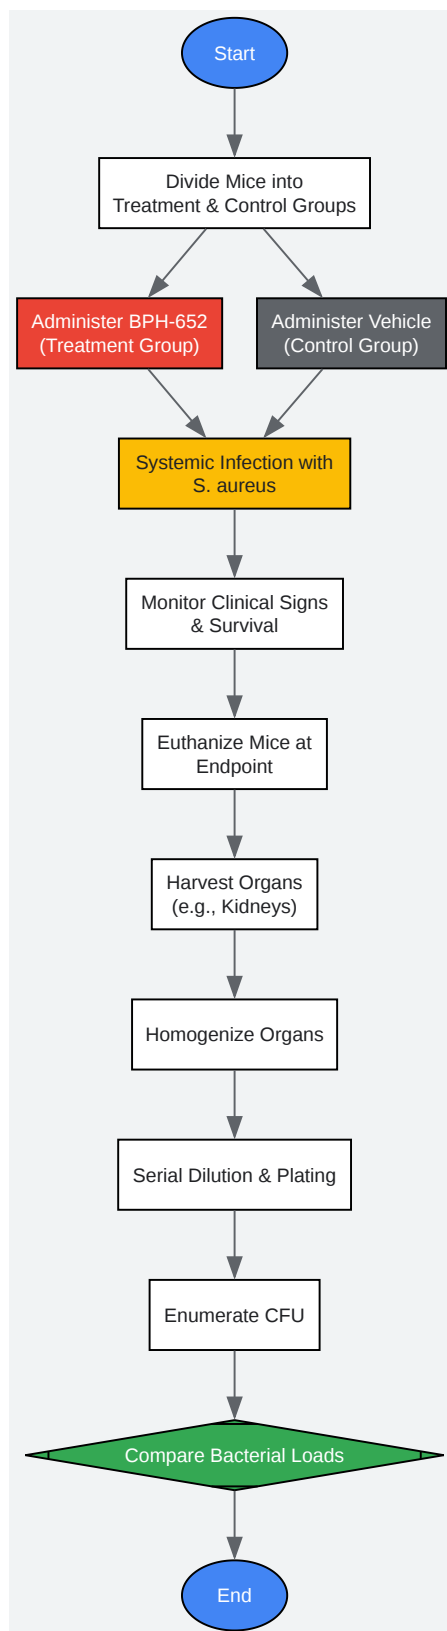 Start
Divide Mice into
Treatment & Control Groups
Administer BPH-652
(Treatment Group)
Administer Vehicle
(Control Group)
Systemic Infection with
S. aureus
Monitor Clinical Signs
& Survival
Euthanize Mice at
Endpoint
Harvest Organs
(e.g., Kidneys)
Homogenize Organs
Serial Dilution & Plating
Enumerate CFU
Compare Bacterial Loads
End